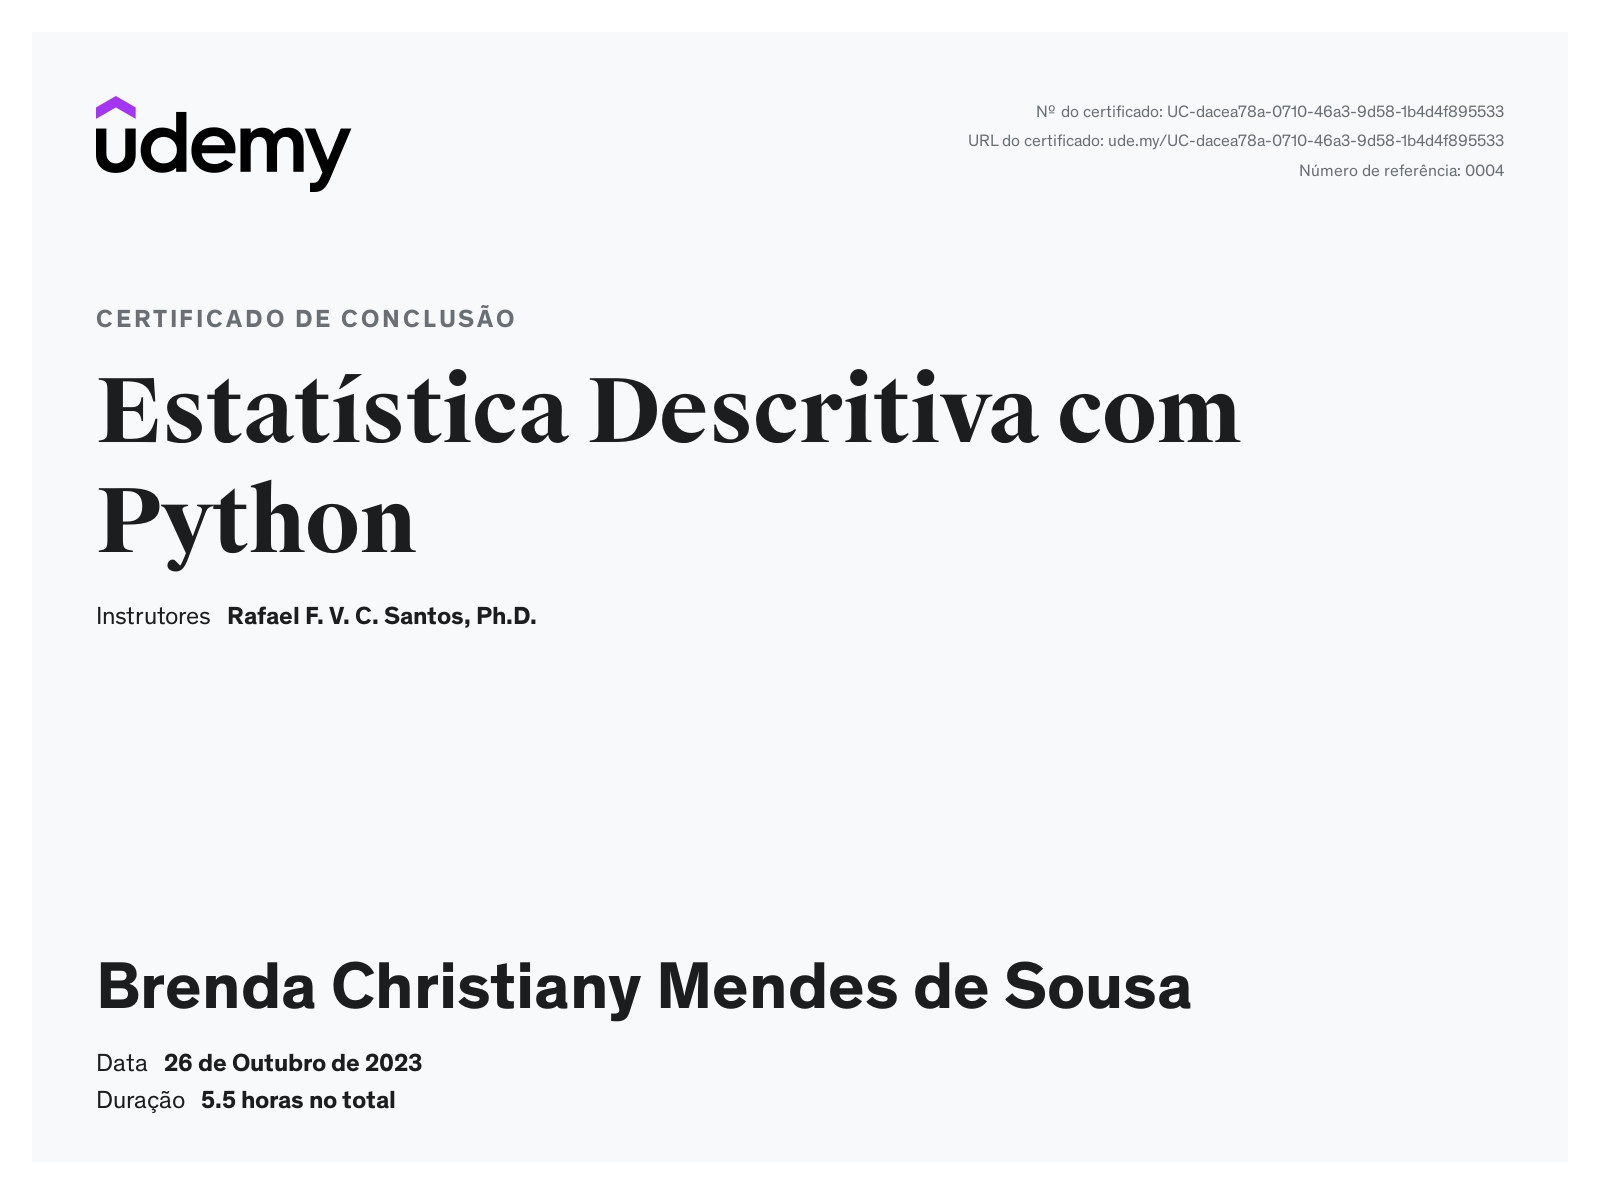 udemy
Nº do certificado: UC-dacea78a-0710-46a3-9d58-1b4d4f895533
URL do certificado: ude.my/UC-dacea78a-0710-46a3-9d58-1b4d4f895533
Número de referência: 0004
CERTIFICADO DE CONCLUSÃO
Estatística Descritiva com
Python
Instrutores Rafael F. V. C. Santos, Ph.D.
Brenda Christiany Mendes de Sousa
Data 26 de Outubro de 2023
Duração 5.5 horas no total